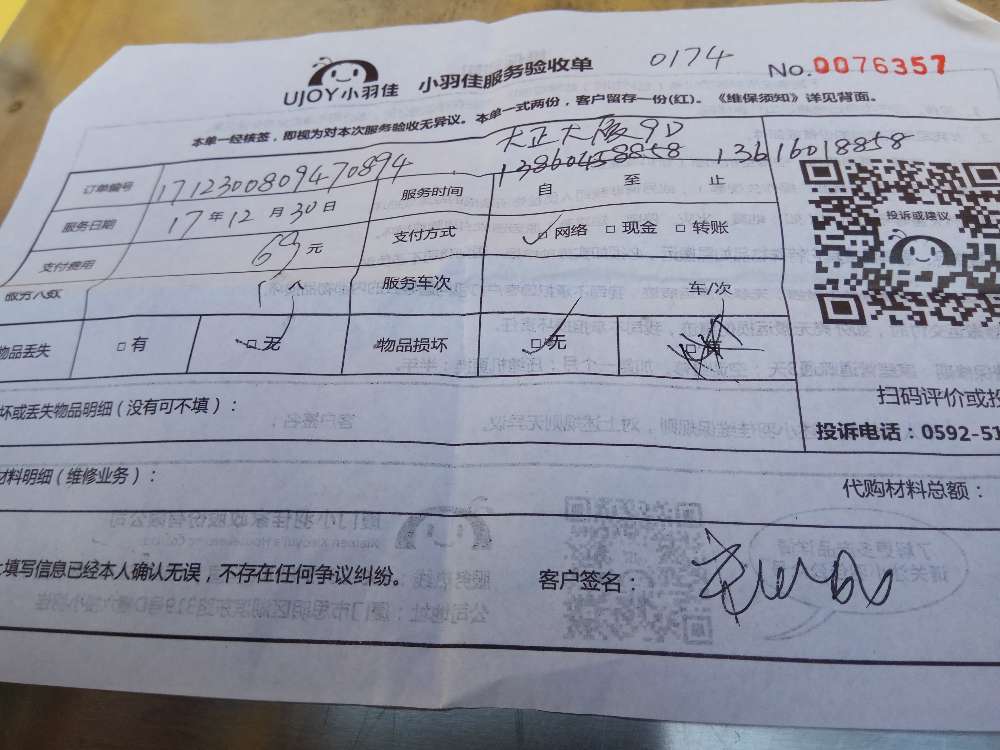 UJOY小羽佳 小羽佳服务验收单 0174 No.0076357
本单一经核签，即视为对本次服务验收无异议。本单一式两份，客户留存一份(红)。《维保须知》详见背面。
大正大厦9D
13860458858 13616018858
订单编号 1712300809470894 服务时间 自 至 止
服务日期 17年12月30日 支付方式 □网络 □现金 □转账
支付费用 69元 服务车次 车/次
服务人数 1人
物品丢失 □有 □无 物品损坏 □无
投诉或建议
扫码评价或投
投诉电话：0592-51
坏或丢失物品明细（没有可不填）：
材料明细（维修业务）： 代购材料总额：
上填写信息已经本人确认无误，不存在任何争议纠纷。 客户签名：